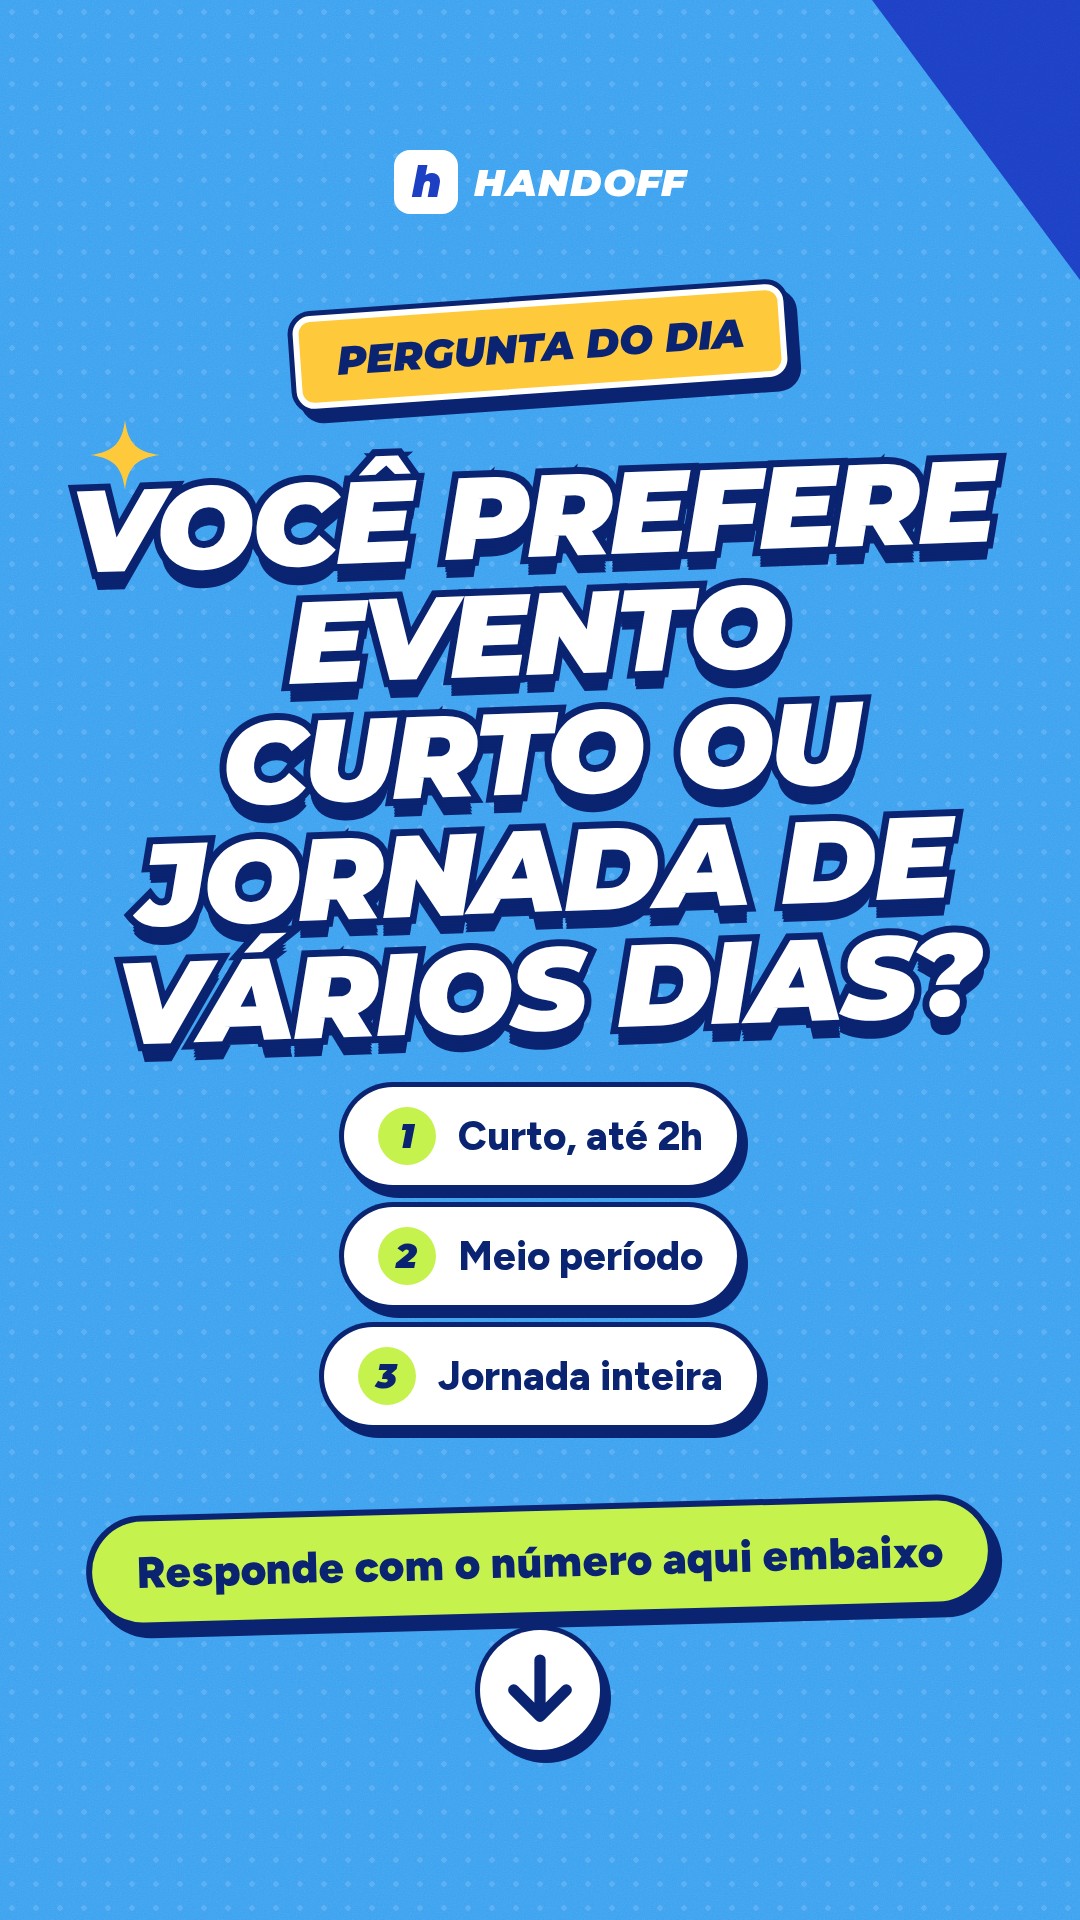 h HANDOFF
PERGUNTA DO DIA
VOCÊ PREFERE
EVENTO
CURTO OU
JORNADA DE
VÁRIOS DIAS?
1 Curto, até 2h
2 Meio período
3 Jornada inteira
Responde com o número aqui embaixo